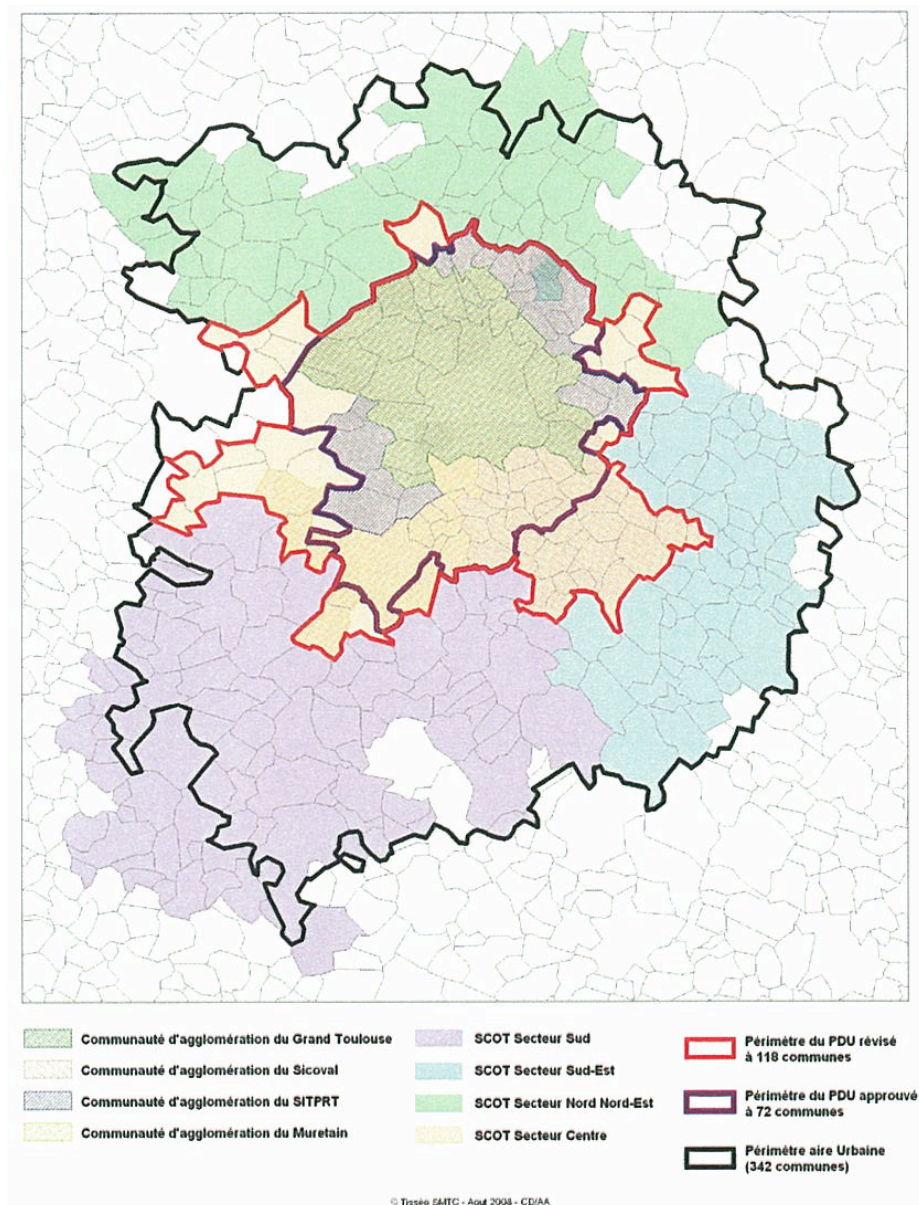 Communauté d'agglomération du Grand Toulouse
Communauté d'agglomération du Sicoval
Communauté d'agglomération du SITPRT
Communauté d'agglomération du Muretain
SCOT Secteur Sud
SCOT Secteur Sud-Est
SCOT Secteur Nord Nord-Est
SCOT Secteur Centre
Périmètre du PDU révisé
à 118 communes
Périmètre du PDU approuvé
à 72 communes
Périmètre aire Urbaine
(342 communes)
© Tisséo SMTC - Aout 2008 - CD/AA